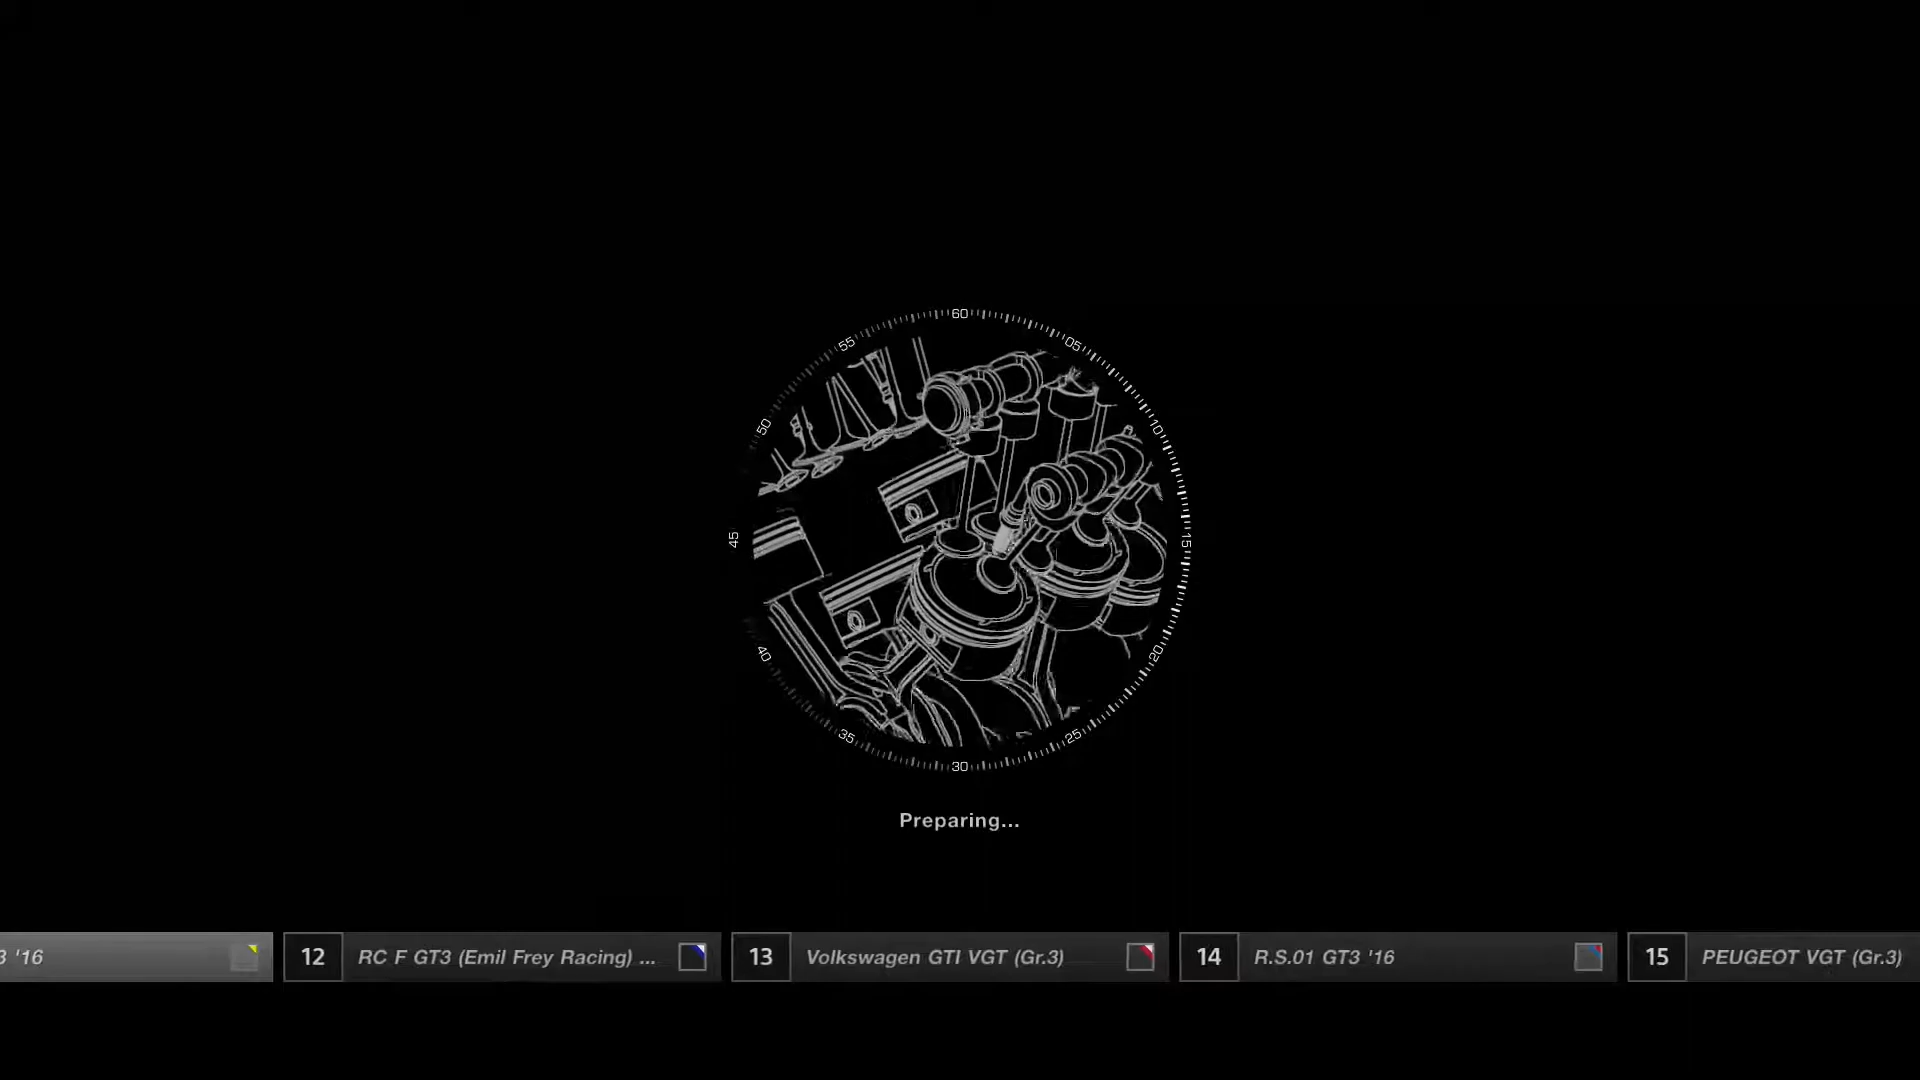 60
55
05
50
10
45
15
40
20
35
25
30
Preparing...
3 '16
12 RC F GT3 (Emil Frey Racing) ...
13 Volkswagen GTI VGT (Gr.3)
14 R.S.01 GT3 '16
15 PEUGEOT VGT (Gr.3)